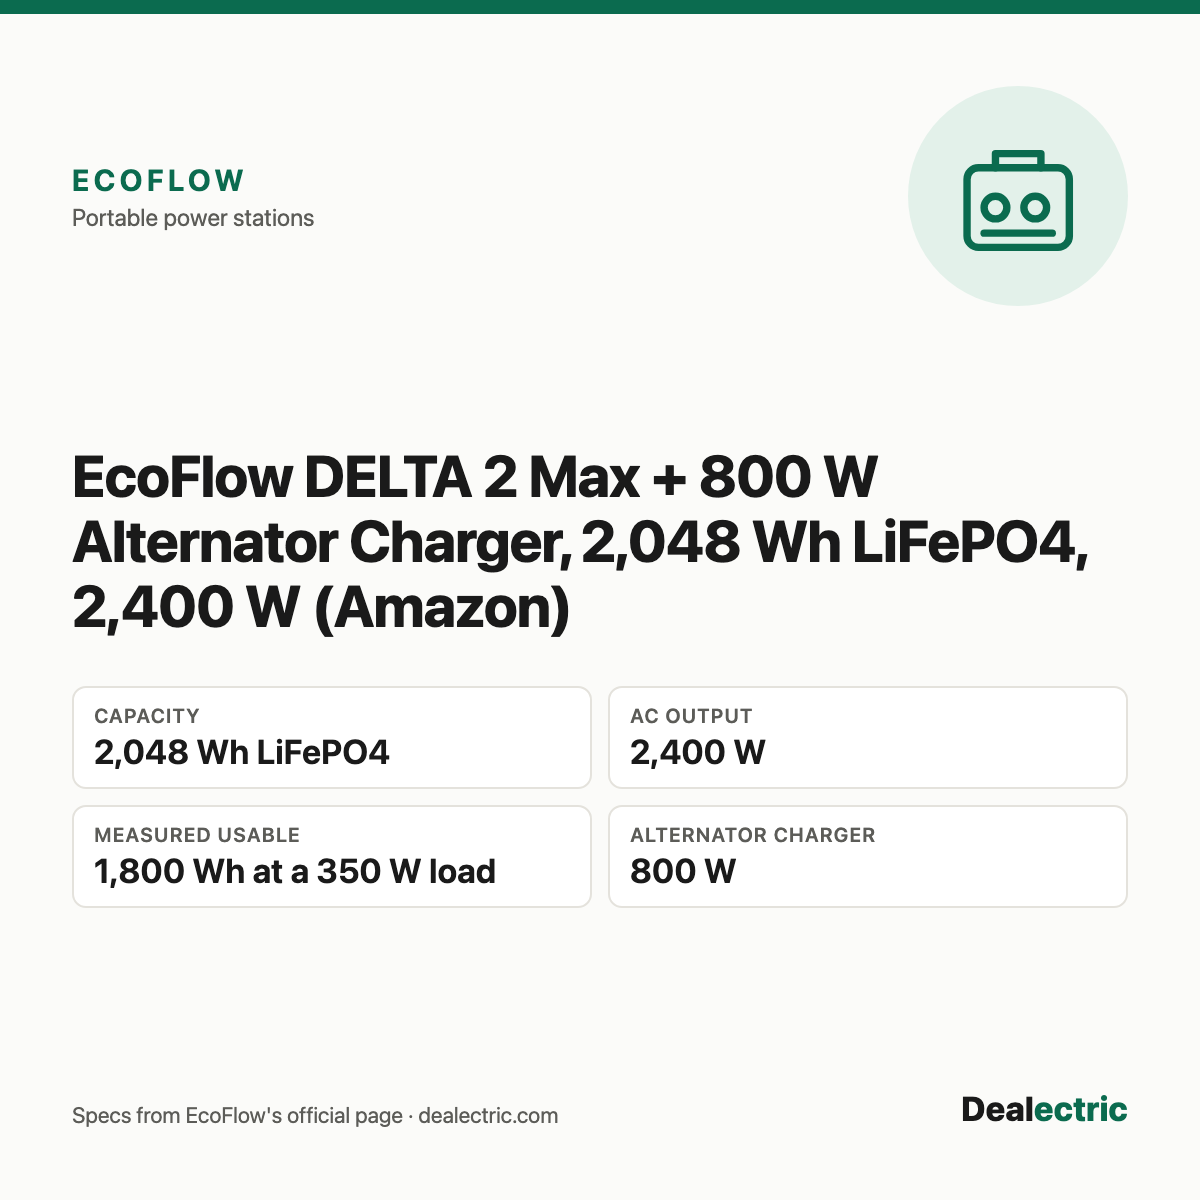 ECOFLOW
Portable power stations
EcoFlow DELTA 2 Max + 800 W
Alternator Charger, 2,048 Wh LiFePO4,
2,400 W (Amazon)
CAPACITY
2,048 Wh LiFePO4
AC OUTPUT
2,400 W
MEASURED USABLE
1,800 Wh at a 350 W load
ALTERNATOR CHARGER
800 W
Specs from EcoFlow's official page · dealectric.com
Dealectric